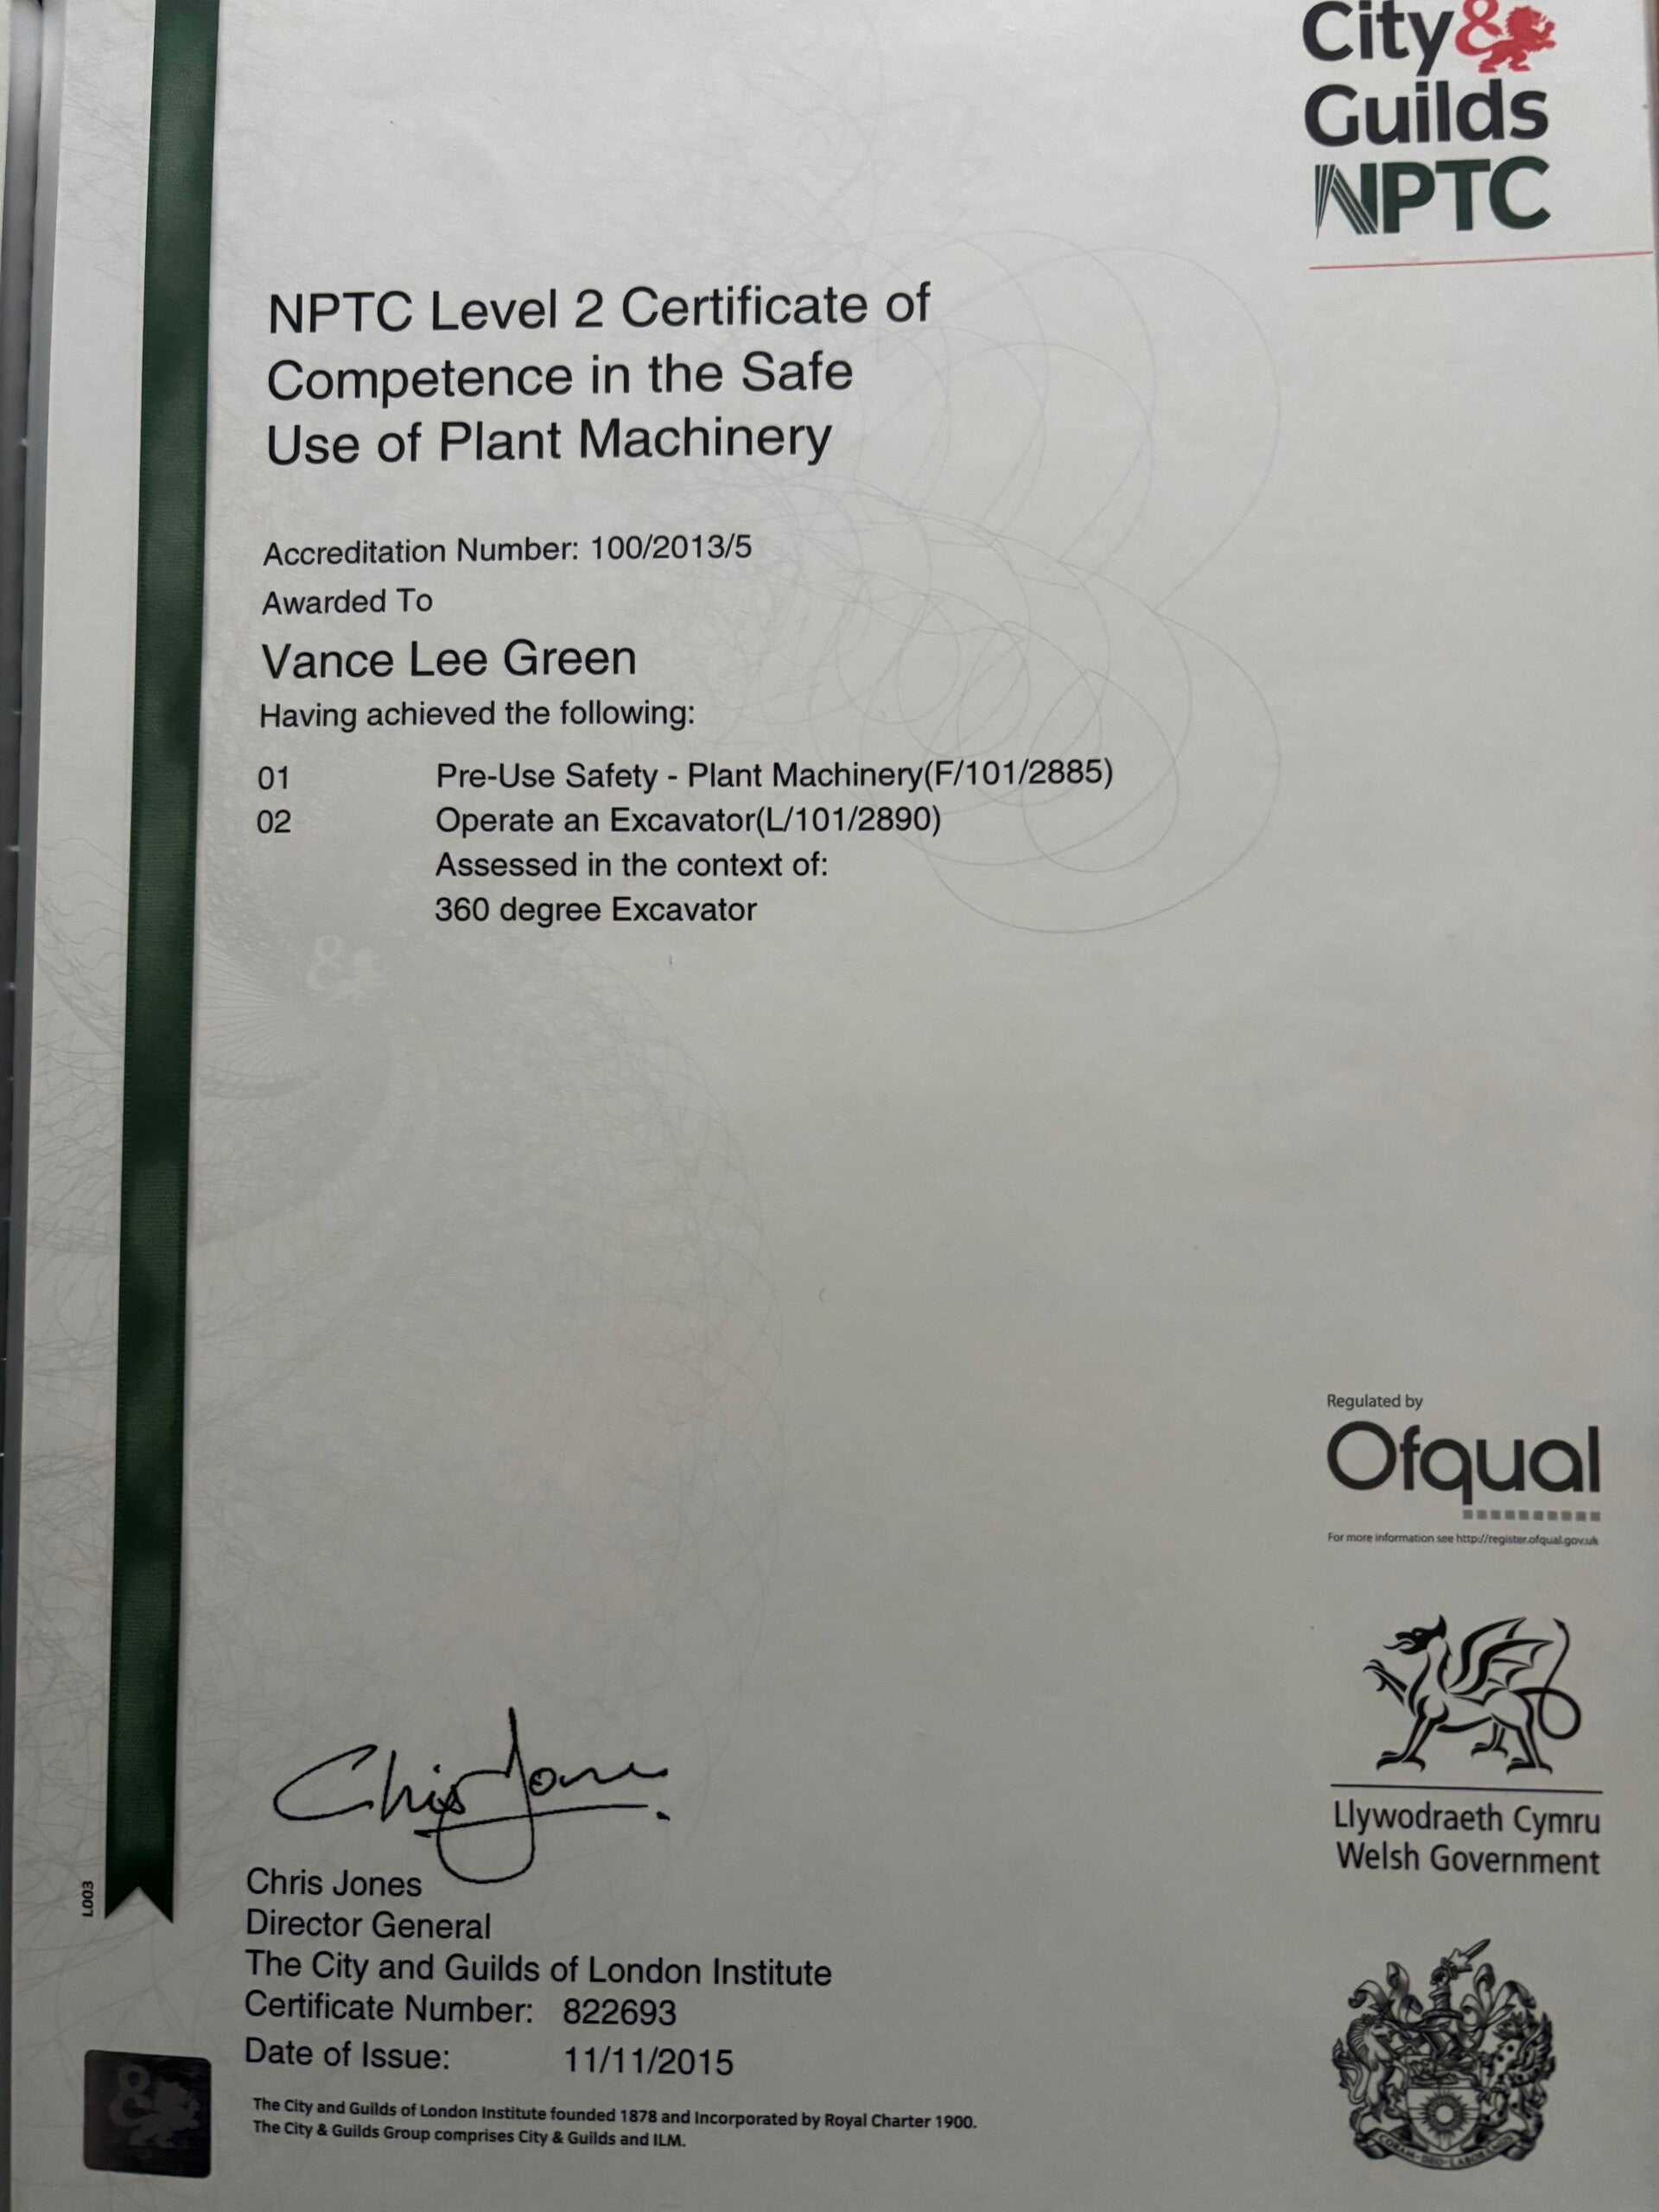 City&
Guilds
NPTC
NPTC Level 2 Certificate of
Competence in the Safe
Use of Plant Machinery
Accreditation Number: 100/2013/5
Awarded To
Vance Lee Green
Having achieved the following:
01 Pre-Use Safety - Plant Machinery(F/101/2885)
02 Operate an Excavator(L/101/2890)
Assessed in the context of:
360 degree Excavator
&
Regulated by
Ofqual
For more information see http://register.ofqual.gov.uk
Llywodraeth Cymru
Welsh Government
Chris Jones
Chris Jones
Director General
The City and Guilds of London Institute
Certificate Number: 822693
Date of Issue: 11/11/2015
L003
&
The City and Guilds of London Institute founded 1878 and Incorporated by Royal Charter 1900.
The City & Guilds Group comprises City & Guilds and ILM.